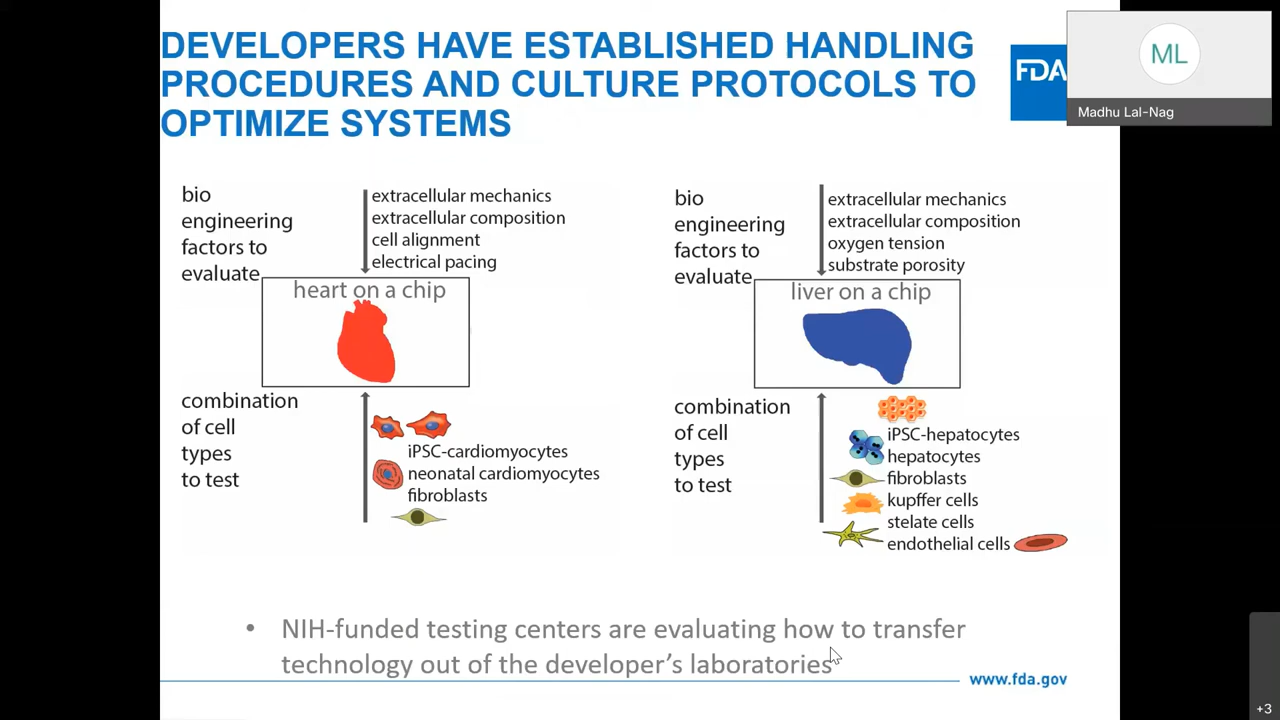 DEVELOPERS HAVE ESTABLISHED HANDLING
PROCEDURES AND CULTURE PROTOCOLS TO
OPTIMIZE SYSTEMS
FDA
ML
Madhu Lal-Nag
bio
engineering
factors to
evaluate
extracellular mechanics
extracellular composition
cell alignment
electrical pacing
heart on a chip
combination
of cell
types
to test
iPSC-cardiomyocytes
neonatal cardiomyocytes
fibroblasts
bio
engineering
factors to
evaluate
extracellular mechanics
extracellular composition
oxygen tension
substrate porosity
liver on a chip
combination
of cell
types
to test
iPSC-hepatocytes
hepatocytes
fibroblasts
kupffer cells
stelate cells
endothelial cells
• NIH-funded testing centers are evaluating how to transfer
technology out of the developer's laboratories
www.fda.gov
+3